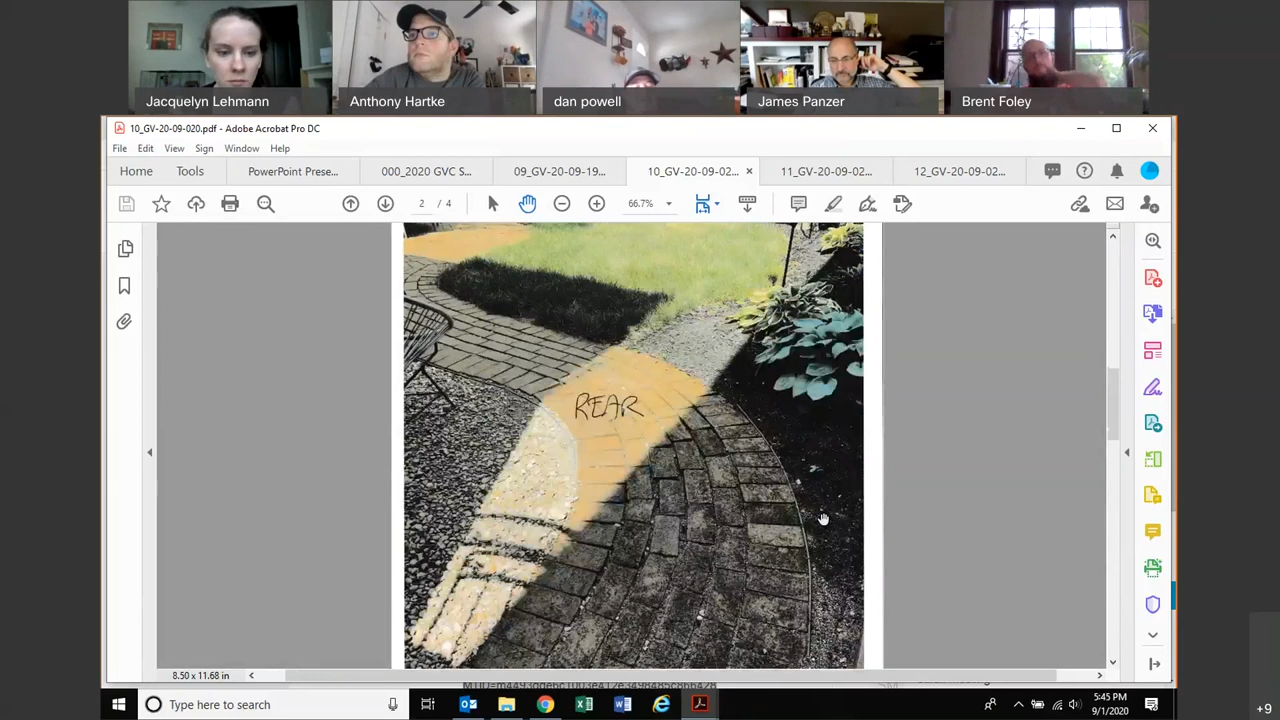 Jacquelyn Lehmann
Anthony Hartke
dan powell
James Panzer
Brent Foley
10_GV-20-09-020.pdf - Adobe Acrobat Pro DC
File Edit View Sign Window Help
Home Tools PowerPoint Prese... 000_2020 GVC S... 09_GV-20-09-19... 10_GV-20-09-02... × 11_GV-20-09-02... 12_GV-20-09-02...
2 / 4 66.7%
REAR
8.50 x 11.68 in
Type here to search
5:45 PM
9/1/2020
+9